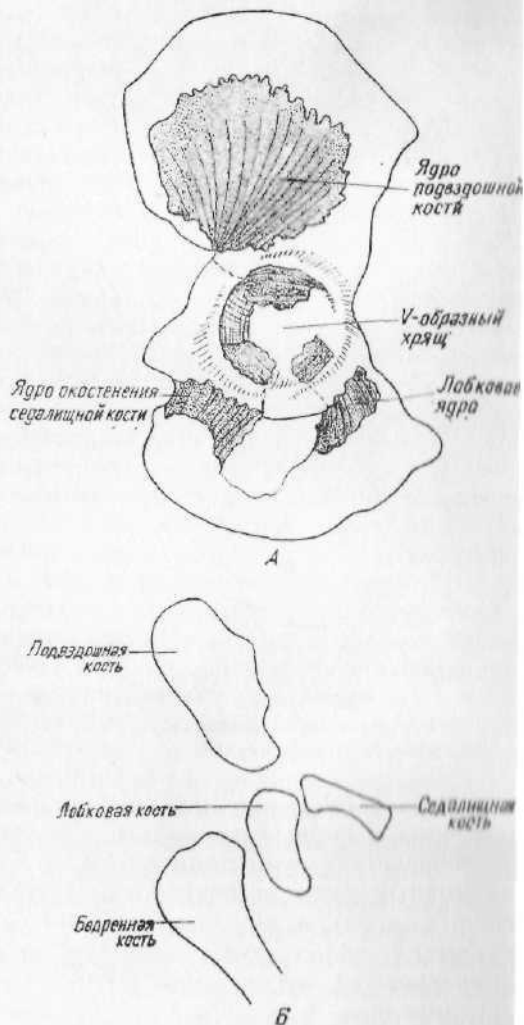 Ядро
подвздошной
кости
V-образный
хрящ
Ядро окостенения
седалищной кости
Лобковое
ядро
А
Подвздошная
кость
Лобковая кость
Седалищная
кость
Бедренная
кость
Б